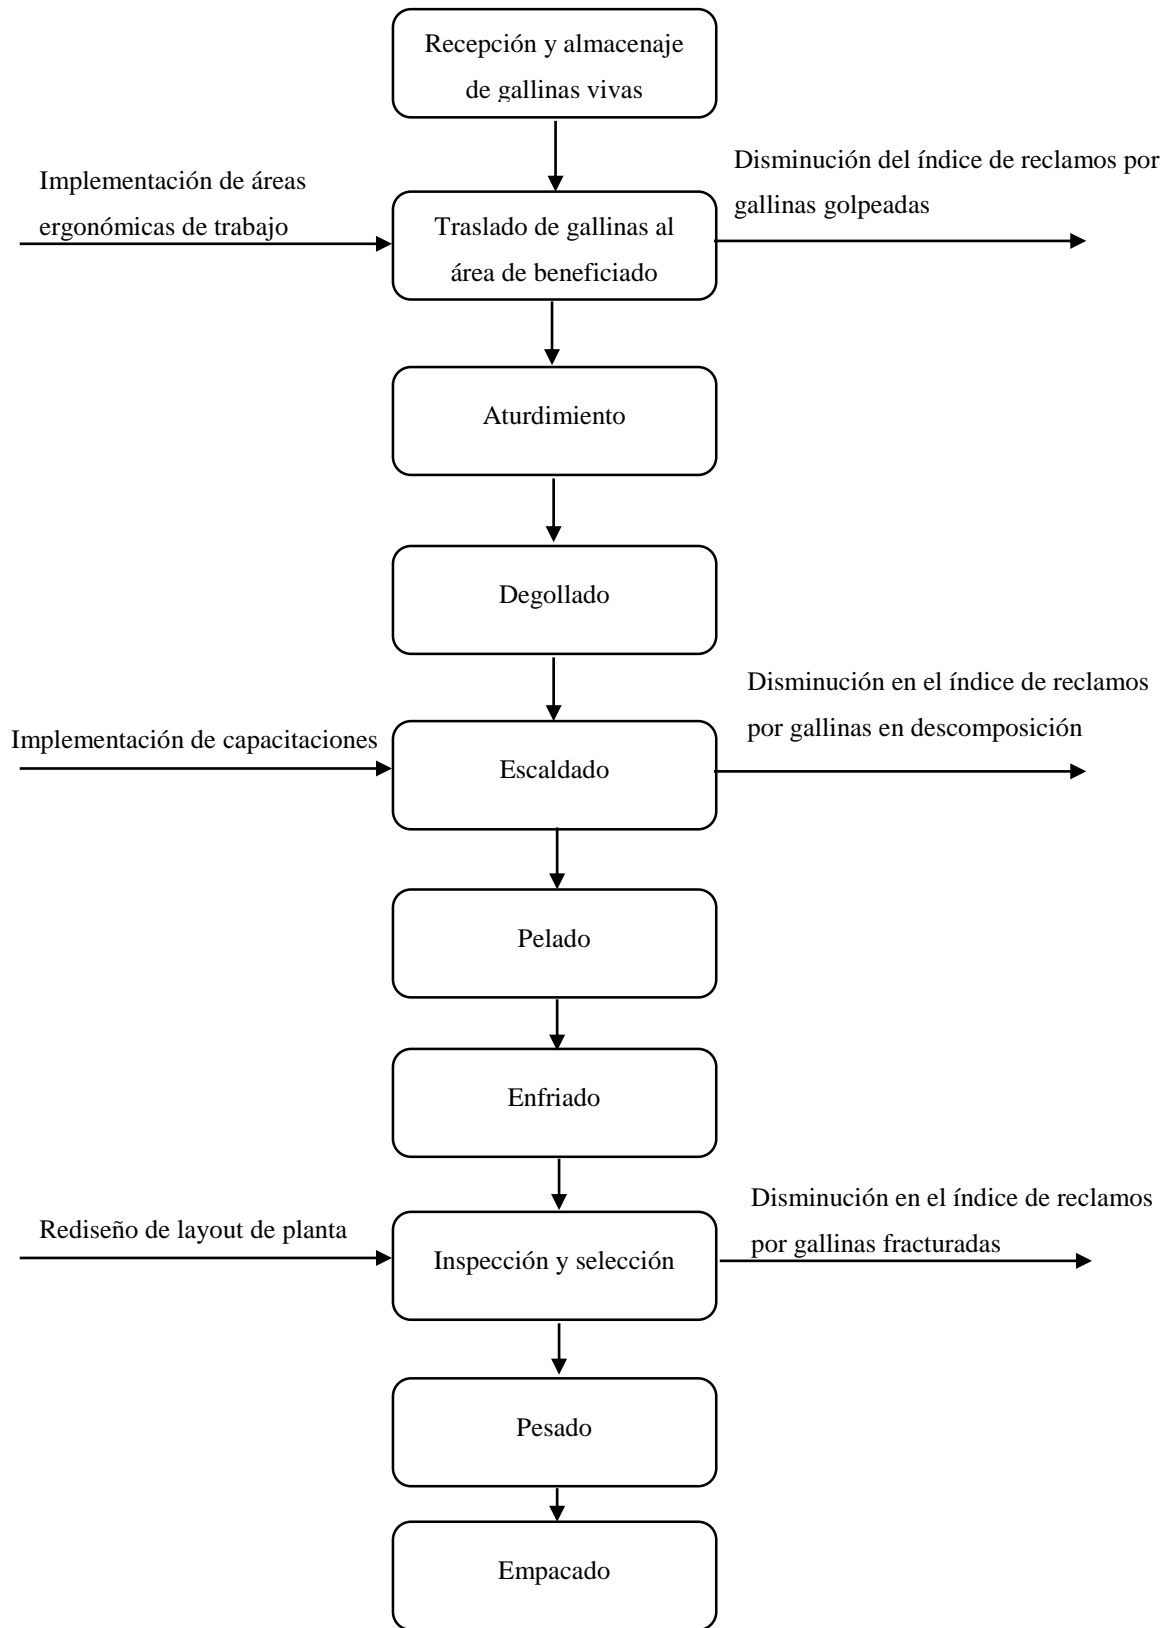 Recepción y almacenaje
de gallinas vivas
Implementación de áreas
ergonómicas de trabajo
Traslado de gallinas al
área de beneficiado
Disminución del índice de reclamos por
gallinas golpeadas
Aturdimiento
Degollado
Implementación de capacitaciones
Escaldado
Disminución en el índice de reclamos
por gallinas en descomposición
Pelado
Enfriado
Rediseño de layout de planta
Inspección y selección
Disminución en el índice de reclamos
por gallinas fracturadas
Pesado
Empacado